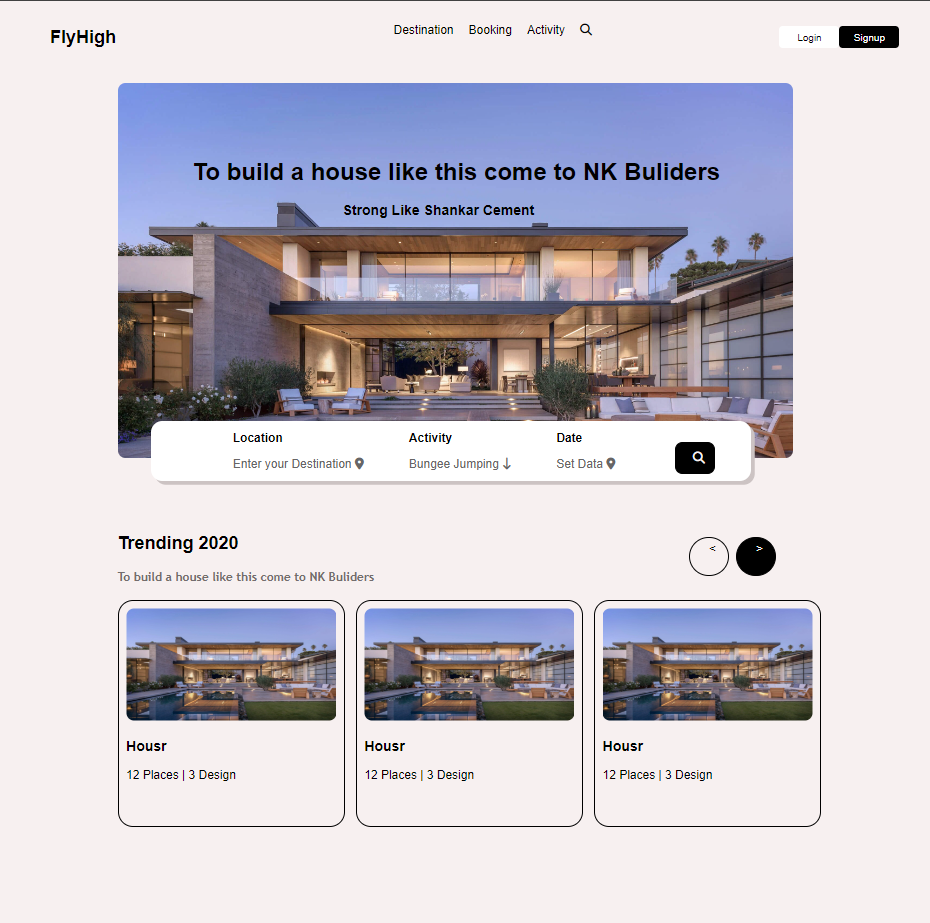 FlyHigh
Destination Booking Activity
Login Signup
To build a house like this come to NK Buliders
Strong Like Shankar Cement
Location Activity Date
Enter your Destination Bungee Jumping Set Data
Trending 2020
< >
To build a house like this come to NK Buliders
Housr Housr Housr
12 Places | 3 Design 12 Places | 3 Design 12 Places | 3 Design